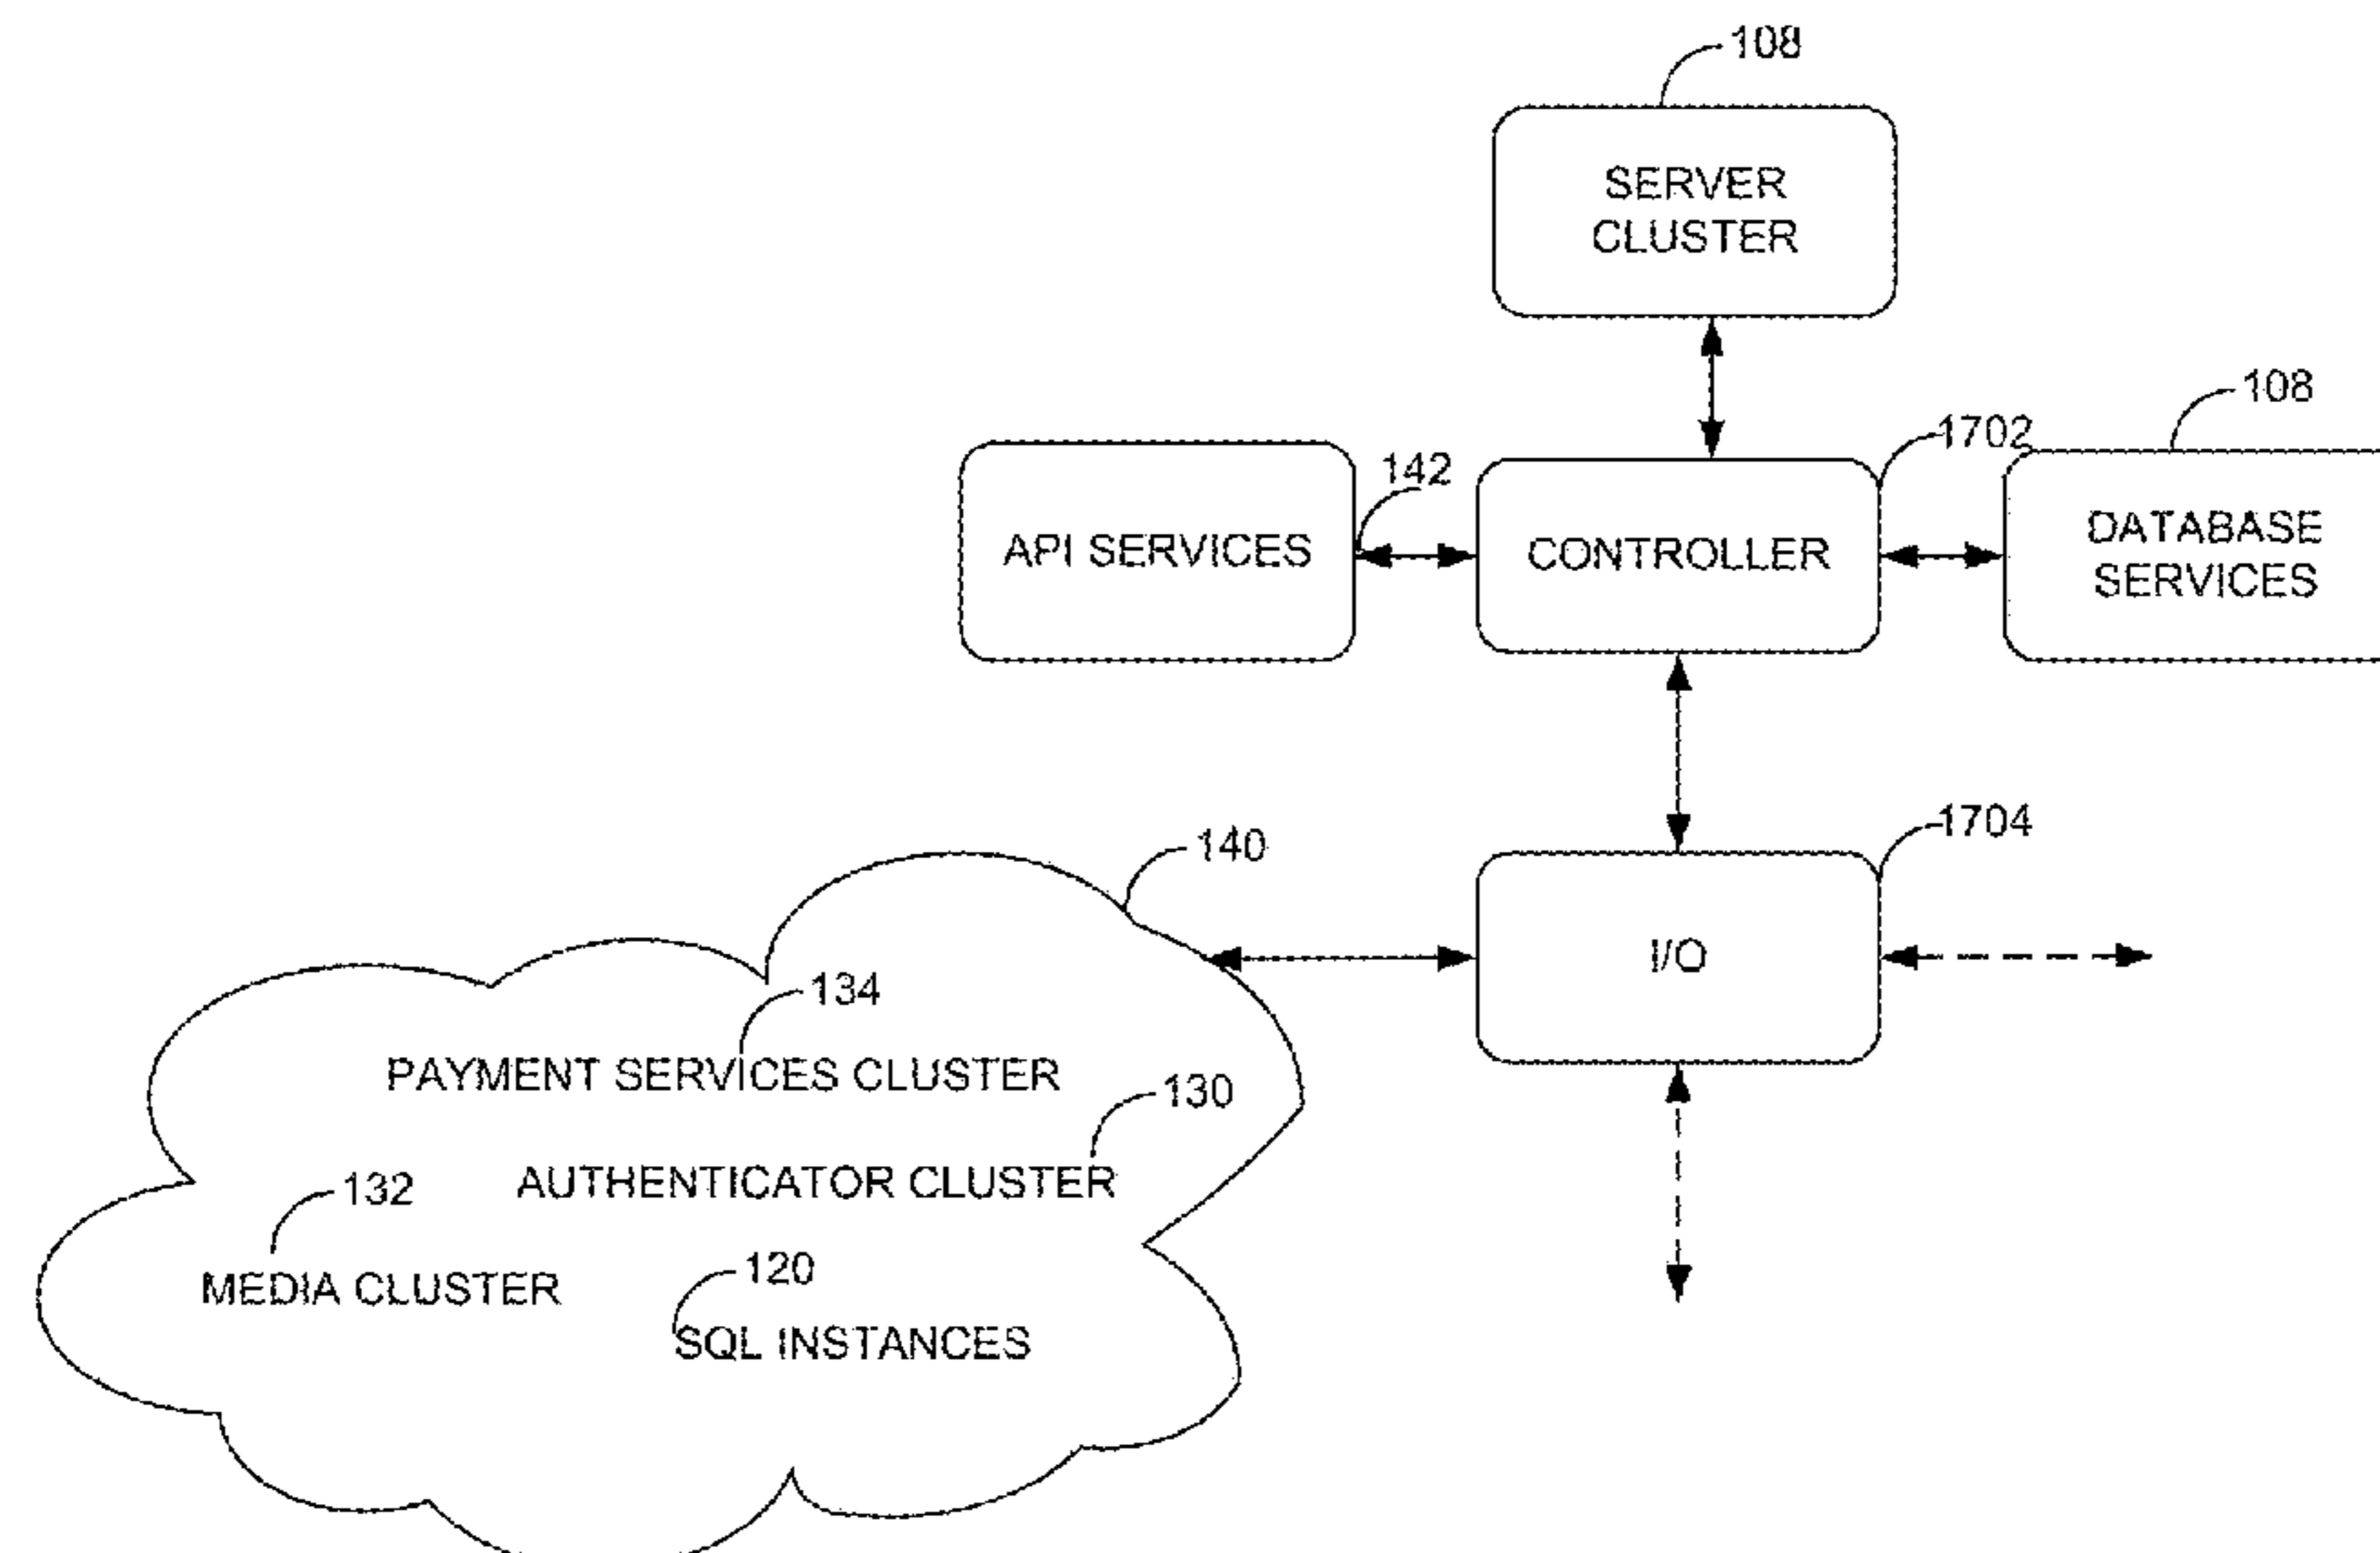 108
SERVER
CLUSTER
108
1702
142
API SERVICES
CONTROLLER
DATABASE
SERVICES
1704
140
I/O
134
PAYMENT SERVICES CLUSTER
130
AUTHENTICATOR CLUSTER
132
MEDIA CLUSTER
120
SQL INSTANCES